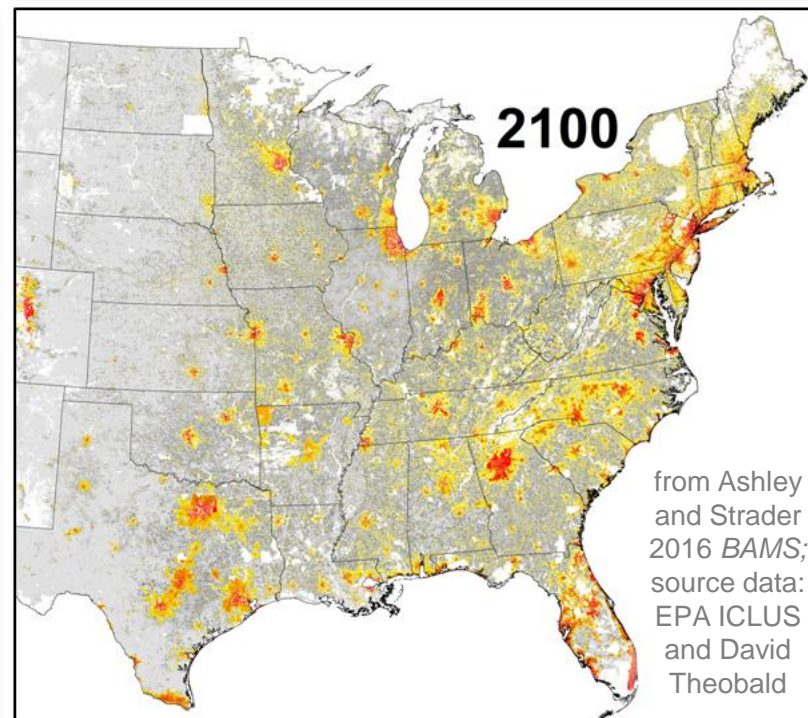 2100
from Ashley
and Strader
2016 BAMS;
source data:
EPA ICLUS
and David
Theobald